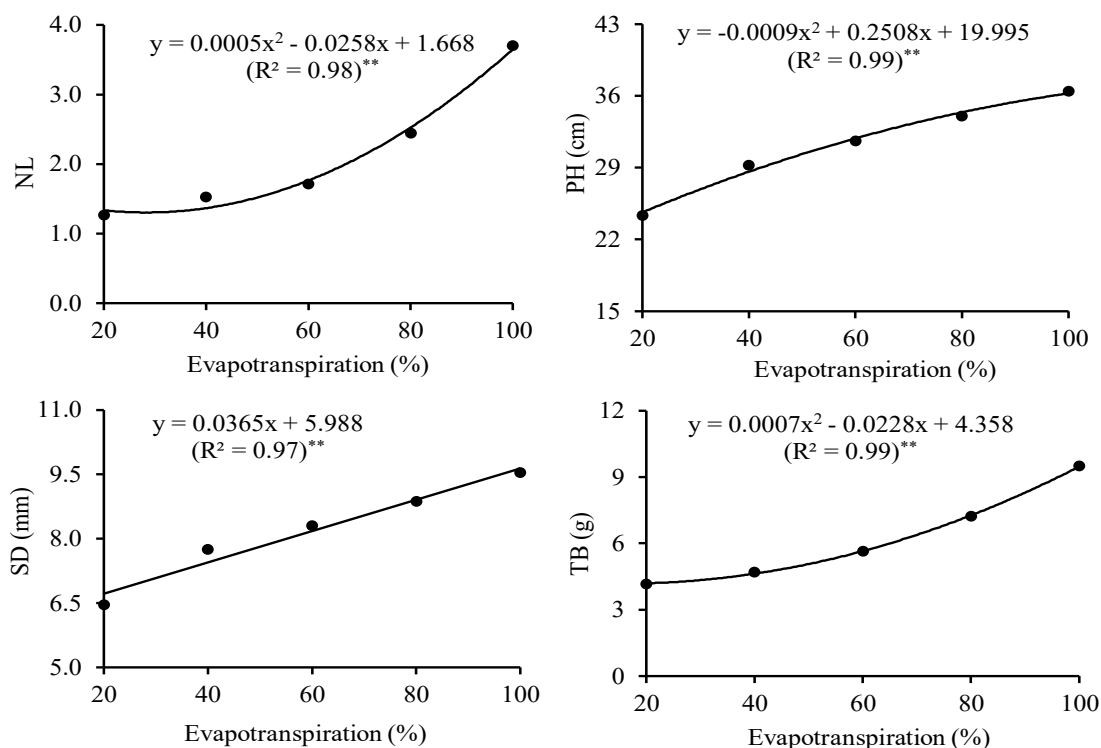 y = 0.0005x² - 0.0258x + 1.668
(R² = 0.98)**
NL
4.0
3.0
2.0
1.0
0.0
20 40 60 80 100
Evapotranspiration (%)
y = -0.0009x² + 0.2508x + 19.995
(R² = 0.99)**
PH (cm)
43
36
29
22
15
20 40 60 80 100
Evapotranspiration (%)
y = 0.0365x + 5.988
(R² = 0.97)**
SD (mm)
11.0
9.5
8.0
6.5
5.0
20 40 60 80 100
Evapotranspiration (%)
y = 0.0007x² - 0.0228x + 4.358
(R² = 0.99)**
TB (g)
12
9
6
3
0
20 40 60 80 100
Evapotranspiration (%)